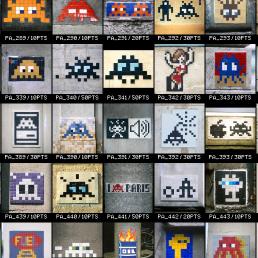 PA_289/10PTS PA_290/10PTS PA_291/20PTS PA_292/20PTS PA_293/10PTS
PA_339/10PTS PA_340/50PTS PA_341/50PTS PA_342/30PTS PA_343/10PTS
PA_389/30PTS PA_390/10PTS PA_391/30PTS PA_392/30PTS PA_393/30PTS
I PARIS
PA_439/10PTS PA_440/10PTS PA_441/50PTS PA_442/20PTS PA_443/10PTS